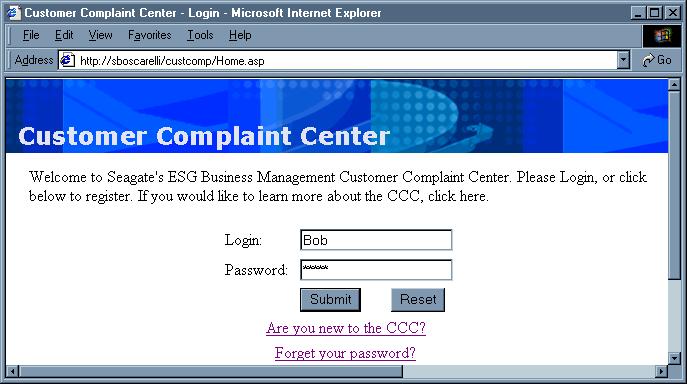 Customer Complaint Center - Login - Microsoft Internet Explorer
File Edit View Favorites Tools Help
Address http://sboscarelli/custcomp/Home.asp Go
Customer Complaint Center
Welcome to Seagate's ESG Business Management Customer Complaint Center. Please Login, or click
below to register. If you would like to learn more about the CCC, click here.
Login: Bob
Password: *****
Submit Reset
Are you new to the CCC?
Forget your password?